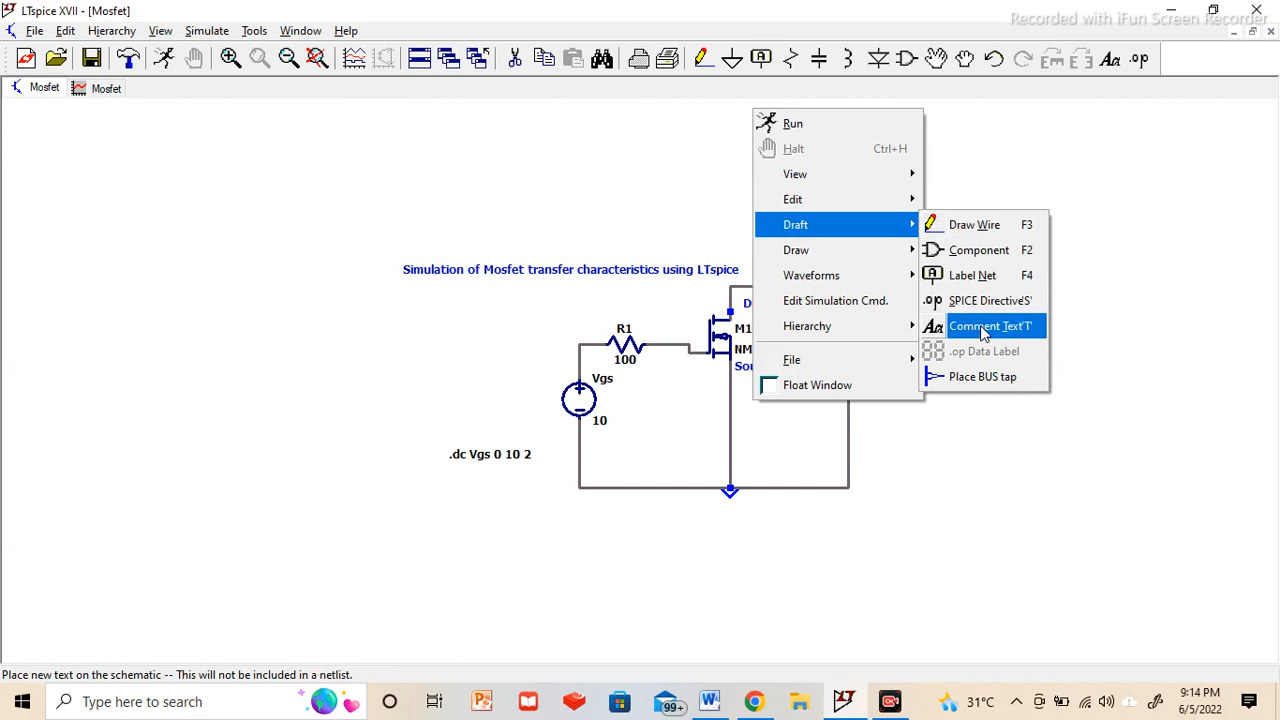 LTspice XVII - [Mosfet]
Recorded with iFun Screen Recorder
File Edit Hierarchy View Simulate Tools Window Help
Mosfet Mosfet
Run
Halt Ctrl+H
View
Edit
Draft
Draw
Waveforms
Edit Simulation Cmd.
Hierarchy
File
Float Window
Draw Wire F3
Component F2
Label Net F4
SPICE Directive'S'
Comment Text'T'
.op Data Label
Place BUS tap
Simulation of Mosfet transfer characteristics using LTspice
D
R1
100
M1
NM
Sou
Vgs
10
.dc Vgs 0 10 2
Place new text on the schematic -- This will not be included in a netlist.
Type here to search
99+
31°C
9:14 PM
6/5/2022